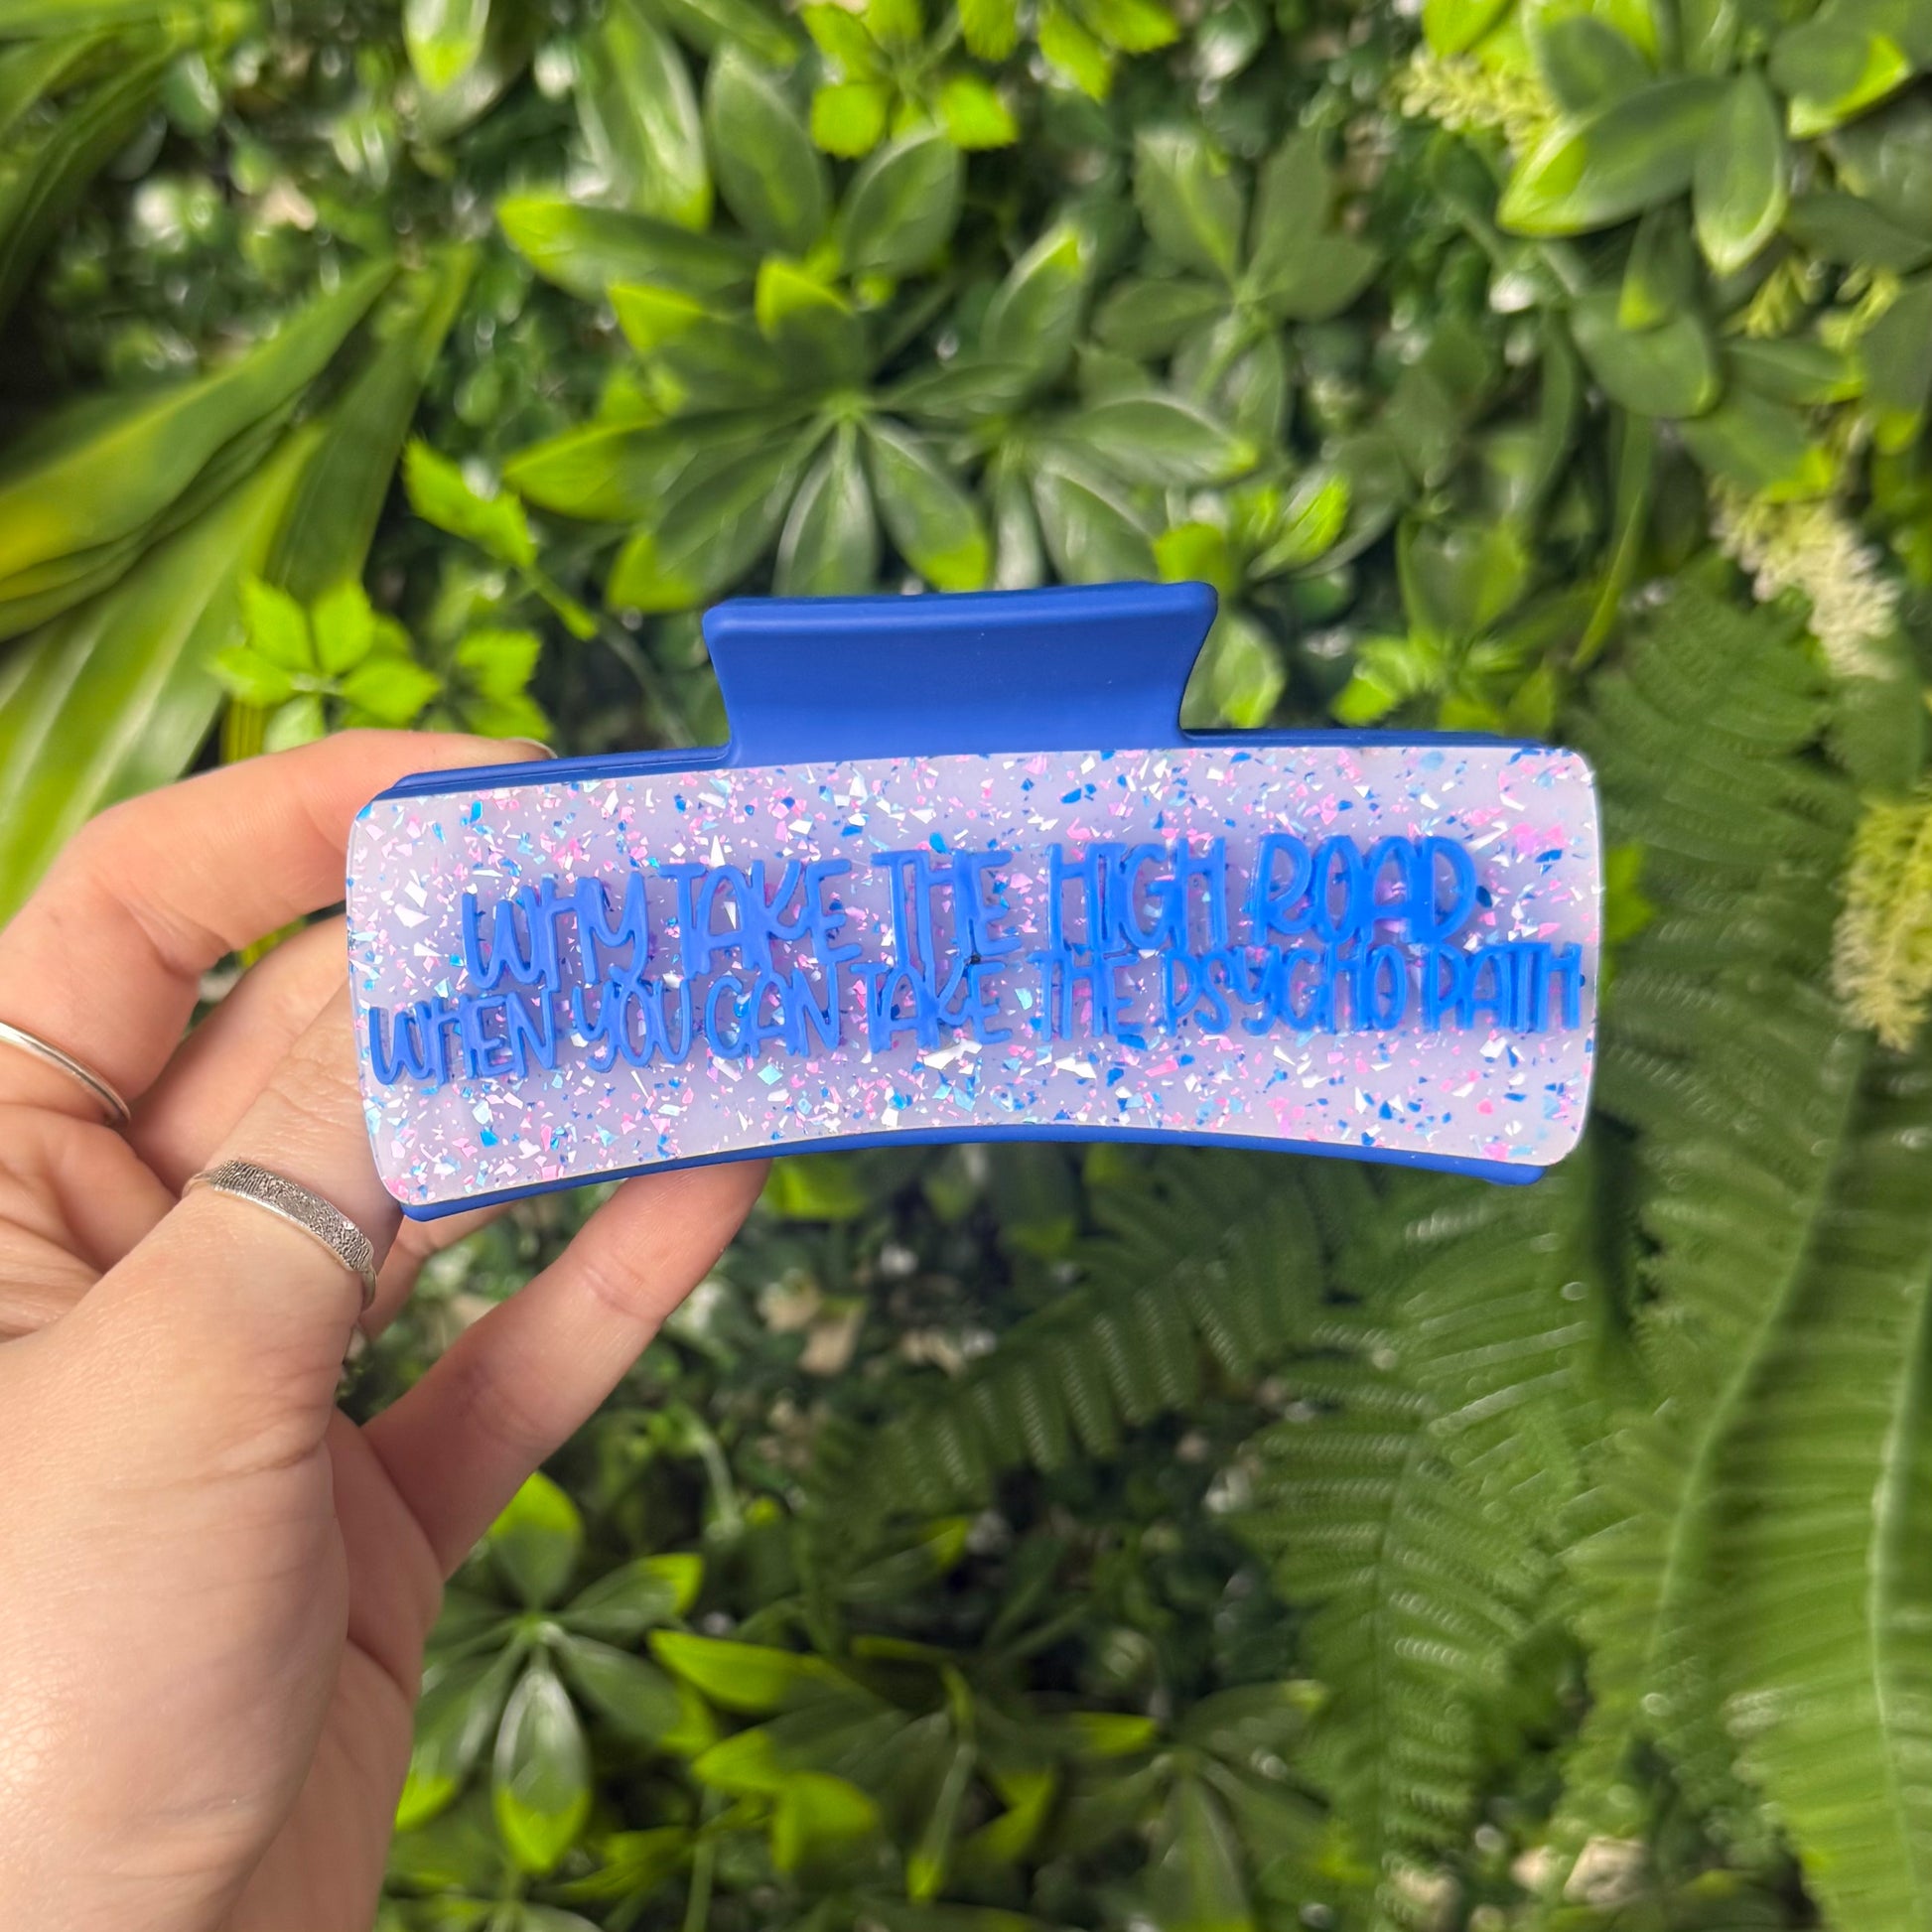 WHY TAKE THE HIGH ROAD
WHEN YOU CAN TAKE THE PSYCHO PATH